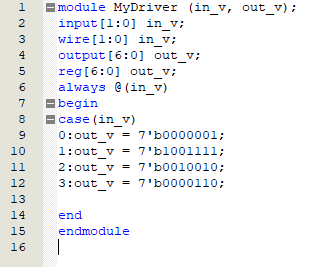 1 module MyDriver (in_v, out_v);
2 input[1:0] in_v;
3 wire[1:0] in_v;
4 output[6:0] out_v;
5 reg[6:0] out_v;
6 always @(in_v)
7 begin
8 case(in_v)
9 0:out_v = 7'b0000001;
10 1:out_v = 7'b1001111;
11 2:out_v = 7'b0010010;
12 3:out_v = 7'b0000110;
13
14 end
15 endmodule
16